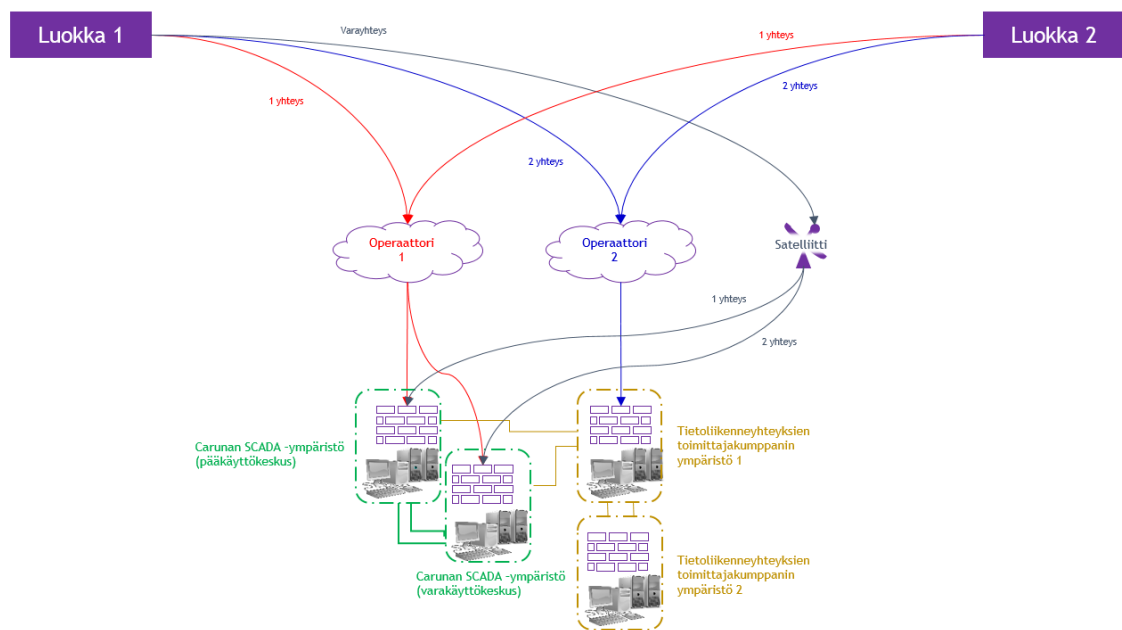 Luokka 1
Varayhteys
1 yhteys
Luokka 2
2 yhteys
1 yhteys
2 yhteys
Operaattori
1
Operaattori
2
Satelliitti
1 yhteys
2 yhteys
Carunan SCADA -ympäristö
(pääkäyttökeskus)
Tietoliikenneyhteyksien
toimittajakumppanin
ympäristö 1
Carunan SCADA -ympäristö
(varakäyttökeskus)
Tietoliikenneyhteyksien
toimittajakumppanin
ympäristö 2